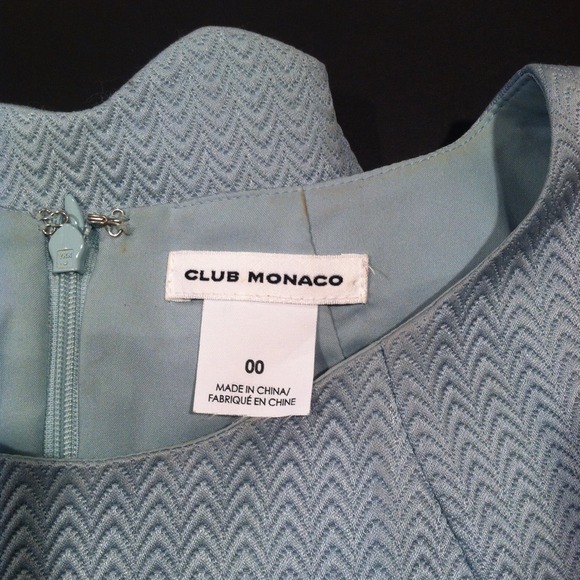 CLUB MONACO
00
MADE IN CHINA/
FABRIQUÉ EN CHINE